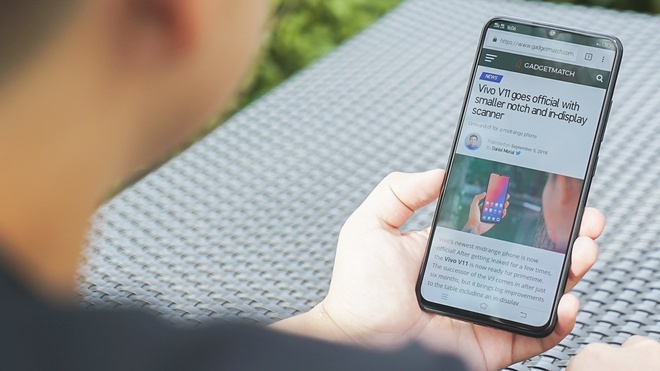 https://www.gadgetmatch.com
GADGETMATCH
NEWS
Vivo V11 goes official with
smaller notch and in-display
scanner
for a midrange phone
September 6, 2018
by Daniel Morial
Vivo's newest midrange phone is now
official! After getting leaked for a few times,
the Vivo V11 is now ready for primetime.
The successor of the V9 comes in after just
six months, but it brings big improvements
to the table including an in-display